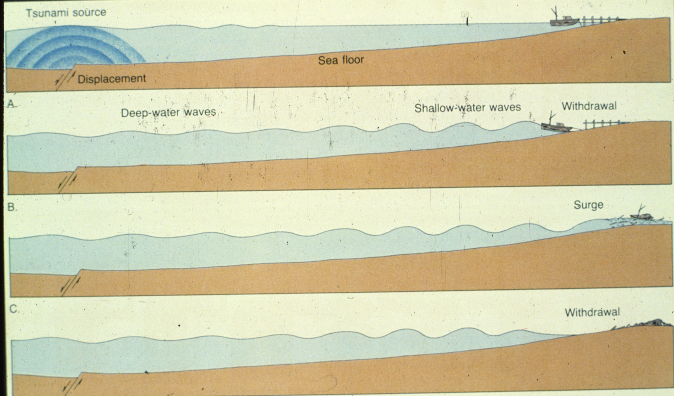 Tsunami source
Sea floor
Displacement
A.
Deep-water waves
Shallow-water waves
Withdrawal
B.
Surge
C.
Withdrawal